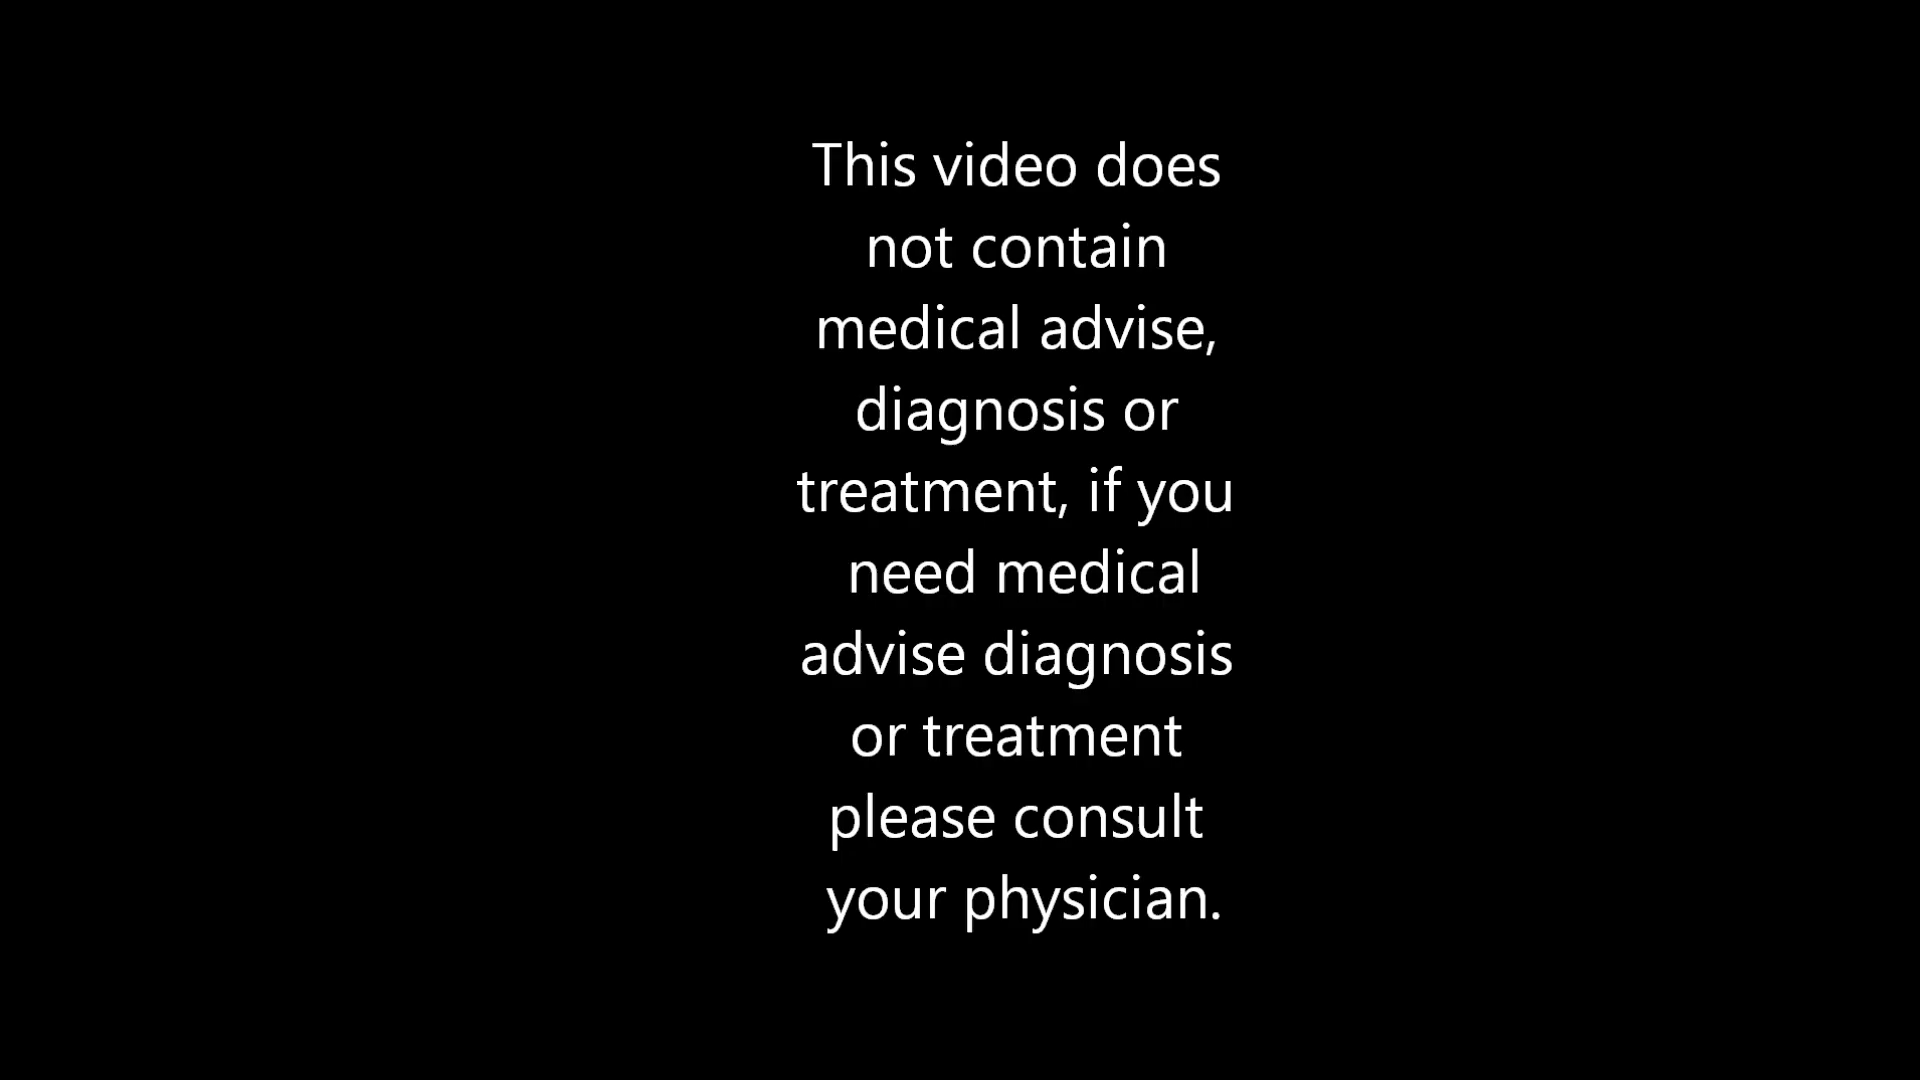 This video does
not contain
medical advise,
diagnosis or
treatment, if you
need medical
advise diagnosis
or treatment
please consult
your physician.